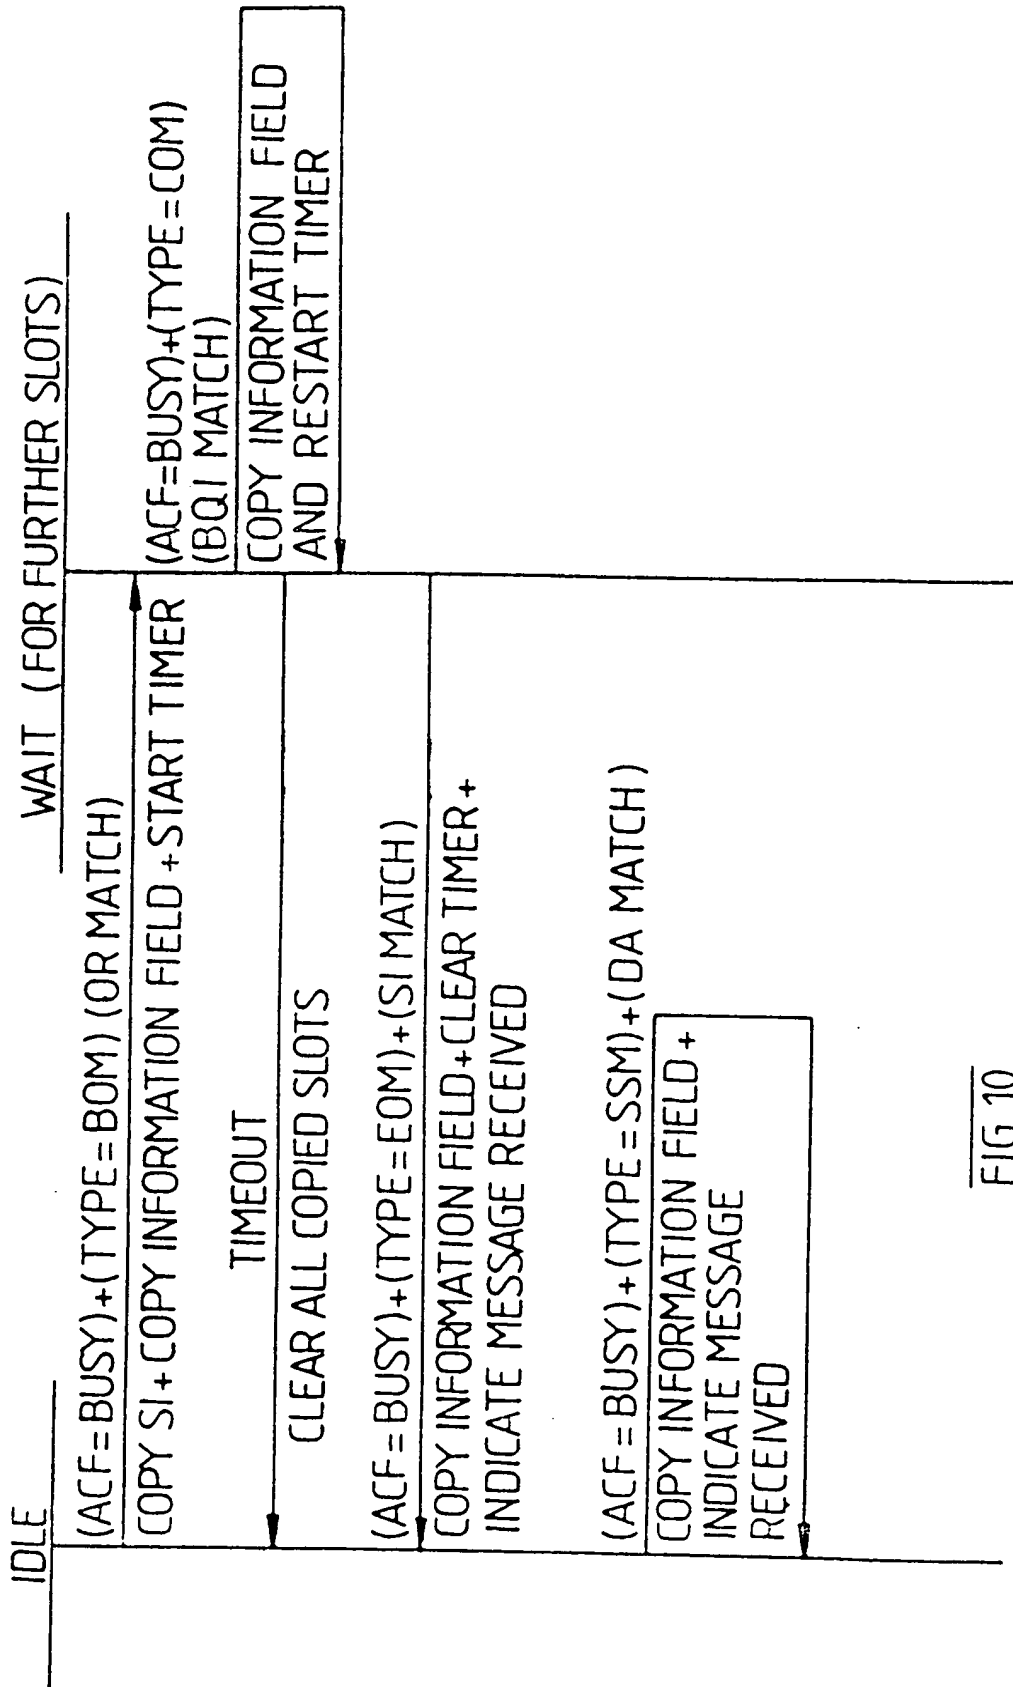 IDLE
WAIT (FOR FURTHER SLOTS)
(ACF=BUSY)+(TYPE=BOM) (OR MATCH)
COPY SI+COPY INFORMATION FIELD +START TIMER
(ACF=BUSY)+(TYPE=COM)
(BQI MATCH)
COPY INFORMATION FIELD
AND RESTART TIMER
TIMEOUT
CLEAR ALL COPIED SLOTS
(ACF=BUSY)+(TYPE=EOM)+(SI MATCH)
COPY INFORMATION FIELD+CLEAR TIMER+
INDICATE MESSAGE RECEIVED
(ACF=BUSY)+(TYPE=SSM)+(DA MATCH)
COPY INFORMATION FIELD+
INDICATE MESSAGE
RECEIVED
FIG 10